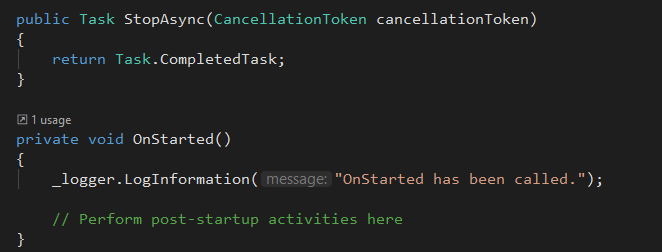 public Task StopAsync(CancellationToken cancellationToken)
{
    return Task.CompletedTask;
}
1 usage
private void OnStarted()
{
    _logger.LogInformation( message: "OnStarted has been called.");
    // Perform post-startup activities here
}